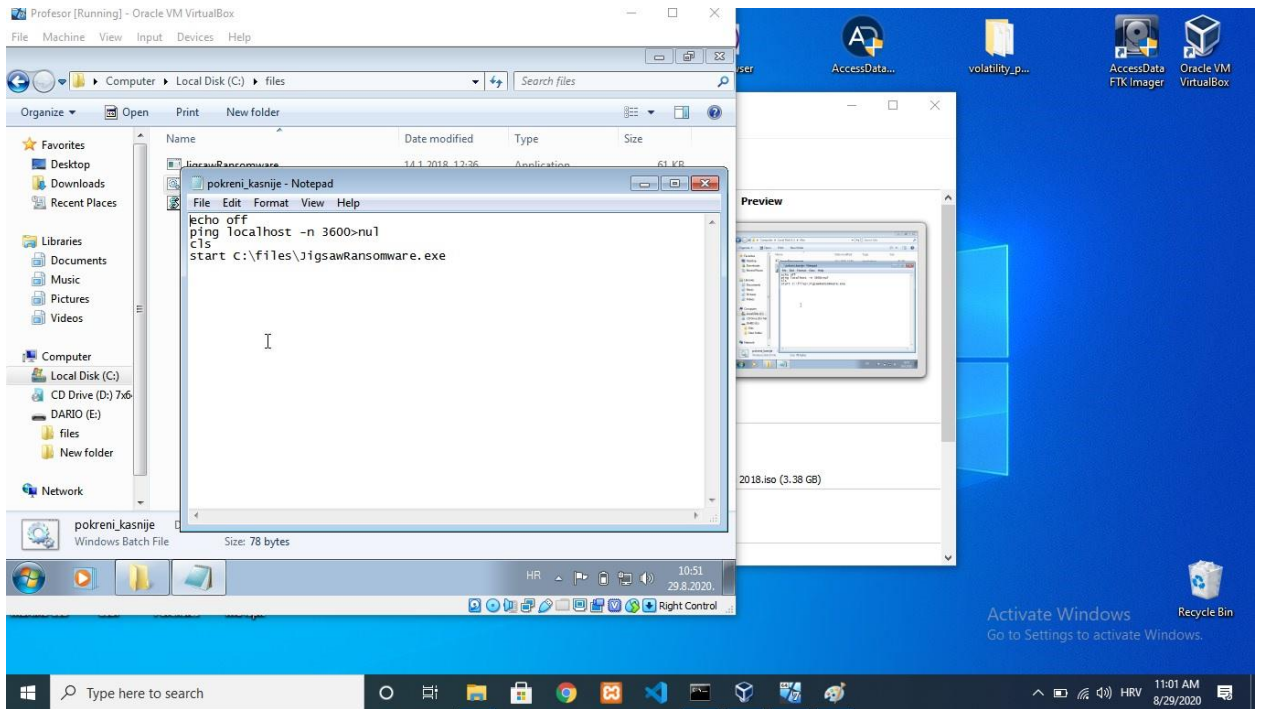 Profesor [Running] - Oracle VM VirtualBox
File Machine View Input Devices Help
Computer Local Disk (C:) files
Search files
Organize Open Print New folder
Name Date modified Type Size
Favorites
Desktop
Downloads
Recent Places
Libraries
Documents
Music
Pictures
Videos
Computer
Local Disk (C:)
CD Drive (D:) 7x6
DARIO (E:)
files
New folder
Network
JigsawRansomware 14.1.2018. 12:36 Application 61 KB
pokreni_kasnije - Notepad
File Edit Format View Help
echo off
ping localhost -n 3600>nul
cls
start C:\files\JigsawRansomware.exe
pokreni_kasnije
Windows Batch File Size: 78 bytes
HR
10:51
29.8.2020.
Right Control
Preview
2018.iso (3.38 GB)
AccessData...
volatility_p...
AccessData
FTK Imager
Oracle VM
VirtualBox
Recycle Bin
Activate Windows
Go to Settings to activate Windows.
Type here to search
HRV
11:01 AM
8/29/2020